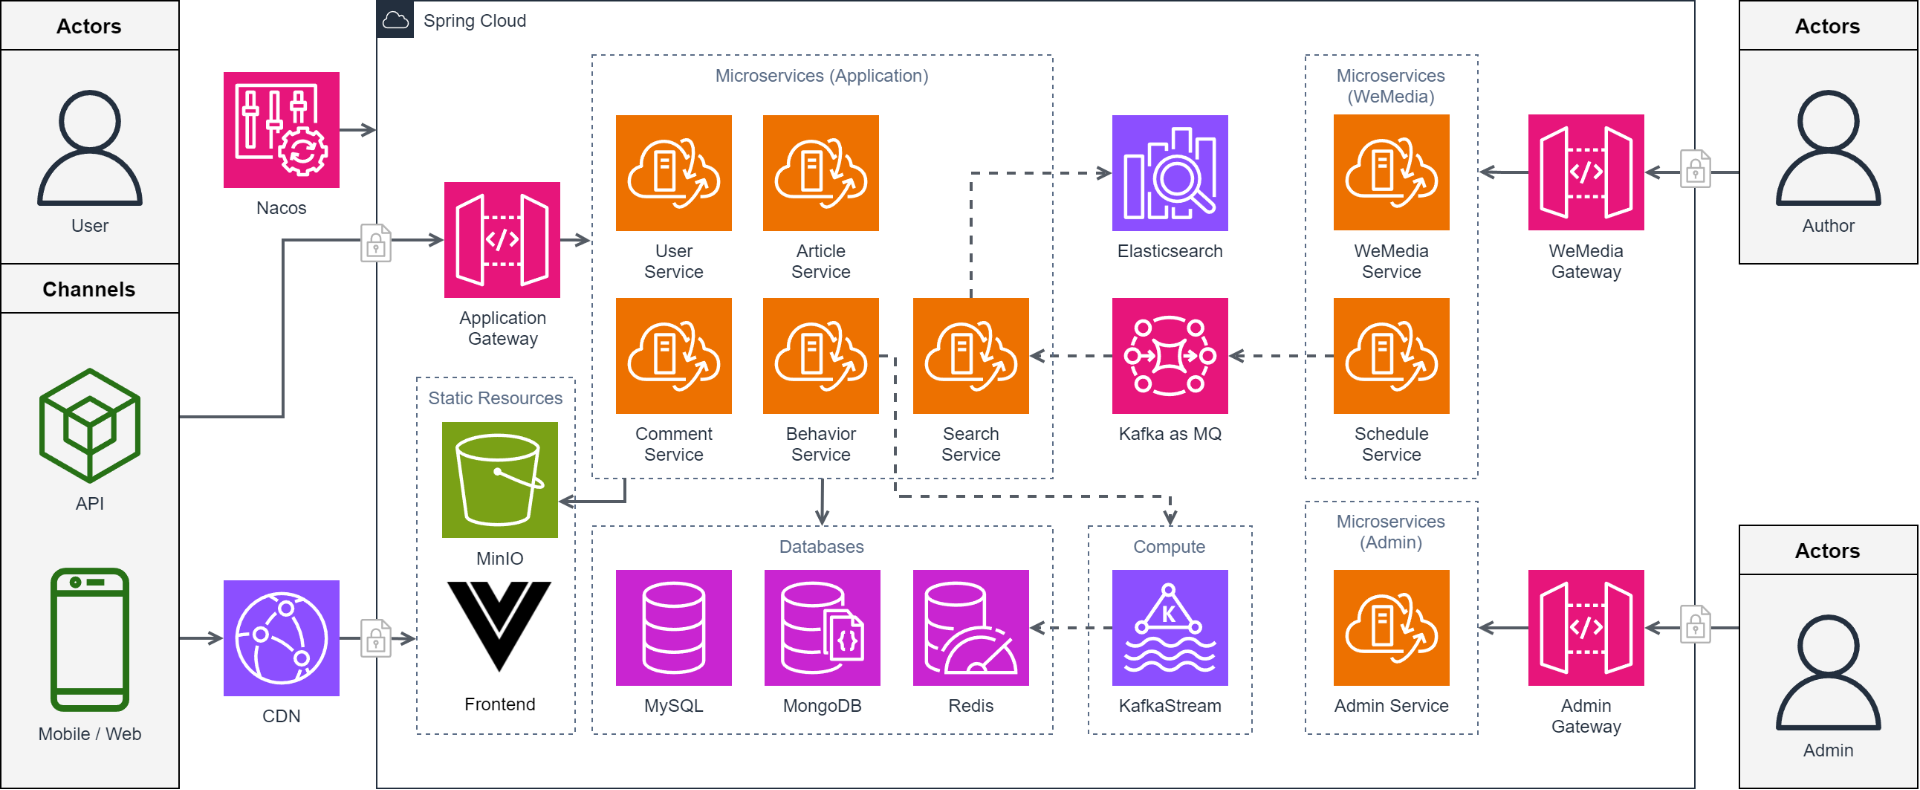 Actors
User
Channels
API
Mobile / Web
Nacos
CDN
Spring Cloud
Application
Gateway
Static Resources
MinIO
Frontend
Microservices (Application)
User
Service
Article
Service
Comment
Service
Behavior
Service
Search
Service
Databases
MySQL
MongoDB
Redis
Elasticsearch
Kafka as MQ
Compute
K
KafkaStream
Microservices
(WeMedia)
WeMedia
Service
Schedule
Service
Microservices
(Admin)
Admin Service
WeMedia
Gateway
Admin
Gateway
Actors
Author
Actors
Admin